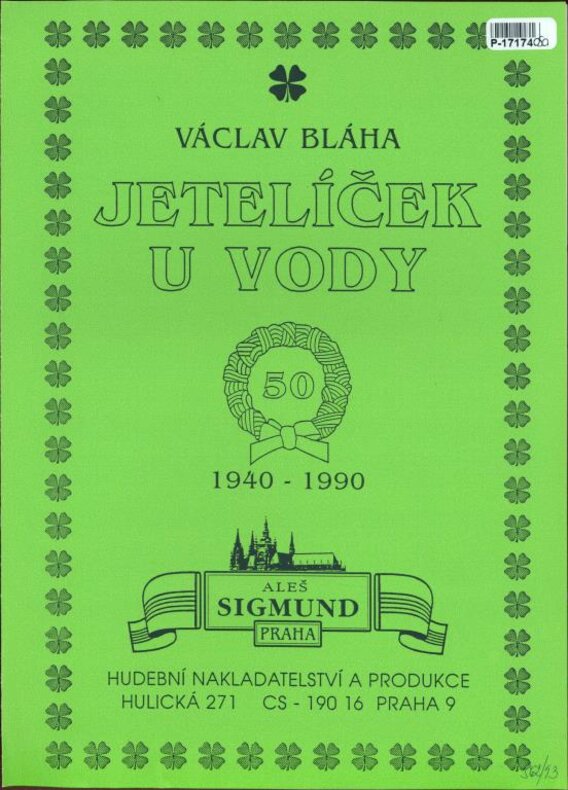 P-17174
VÁCLAV BLÁHA
JETELÍČEK
U VODY
50
1940 - 1990
ALEŠ
SIGMUND
PRAHA
HUDEBNÍ NAKLADATELSTVÍ A PRODUKCE
HULICKÁ 271 CS - 190 16 PRAHA 9